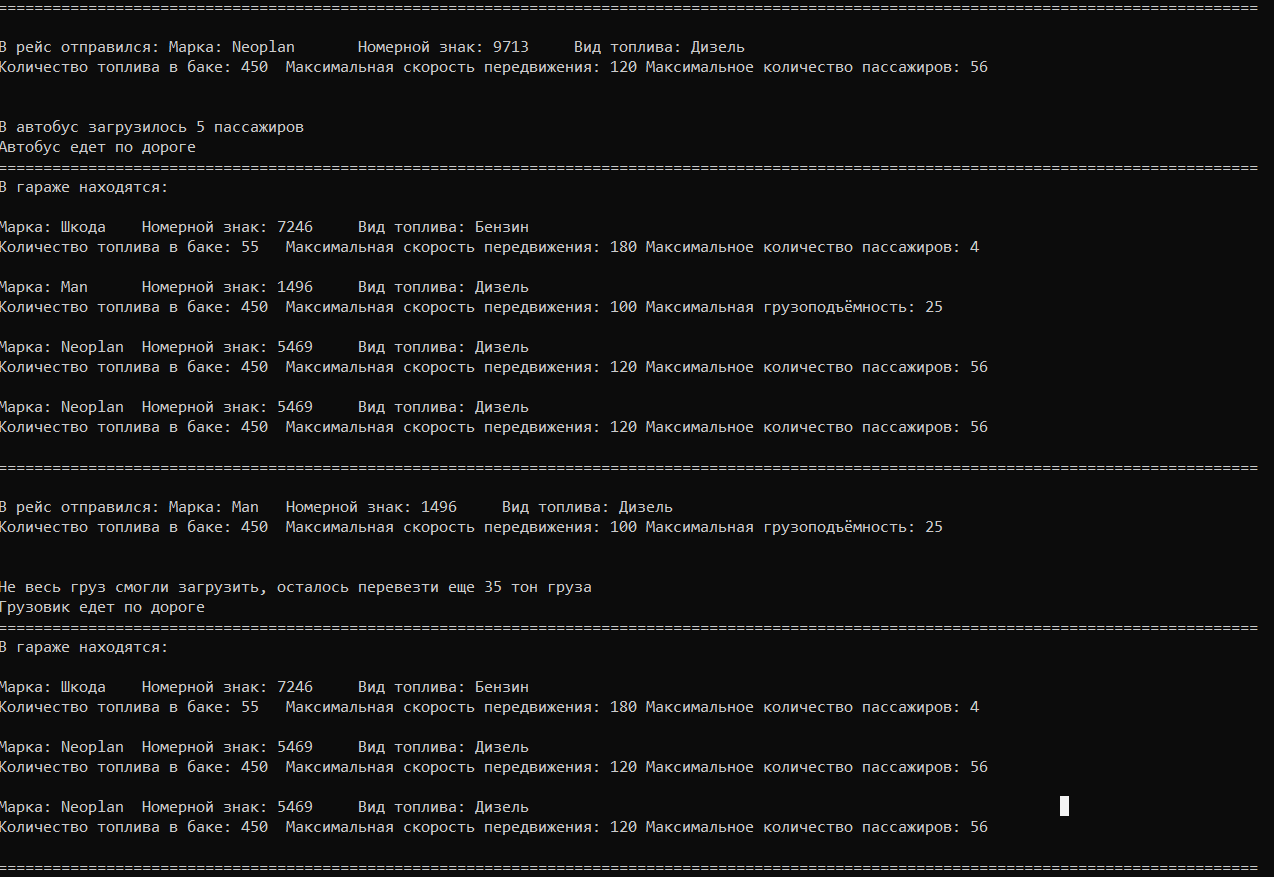 ============================================================================================================================================
В рейс отправился: Марка: Neoplan       Номерной знак: 9713     Вид топлива: Дизель
Количество топлива в баке: 450  Максимальная скорость передвижения: 120 Максимальное количество пассажиров: 56
В автобус загрузилось 5 пассажиров
Автобус едет по дороге
============================================================================================================================================
В гараже находятся:
Марка: Шкода    Номерной знак: 7246     Вид топлива: Бензин
Количество топлива в баке: 55   Максимальная скорость передвижения: 180 Максимальное количество пассажиров: 4
Марка: Man      Номерной знак: 1496     Вид топлива: Дизель
Количество топлива в баке: 450  Максимальная скорость передвижения: 100 Максимальная грузоподъёмность: 25
Марка: Neoplan  Номерной знак: 5469     Вид топлива: Дизель
Количество топлива в баке: 450  Максимальная скорость передвижения: 120 Максимальное количество пассажиров: 56
Марка: Neoplan  Номерной знак: 5469     Вид топлива: Дизель
Количество топлива в баке: 450  Максимальная скорость передвижения: 120 Максимальное количество пассажиров: 56
============================================================================================================================================
В рейс отправился: Марка: Man   Номерной знак: 1496     Вид топлива: Дизель
Количество топлива в баке: 450  Максимальная скорость передвижения: 100 Максимальная грузоподъёмность: 25
Не весь груз смогли загрузить, осталось перевезти еще 35 тон груза
Грузовик едет по дороге
============================================================================================================================================
В гараже находятся:
Марка: Шкода    Номерной знак: 7246     Вид топлива: Бензин
Количество топлива в баке: 55   Максимальная скорость передвижения: 180 Максимальное количество пассажиров: 4
Марка: Neoplan  Номерной знак: 5469     Вид топлива: Дизель
Количество топлива в баке: 450  Максимальная скорость передвижения: 120 Максимальное количество пассажиров: 56
Марка: Neoplan  Номерной знак: 5469     Вид топлива: Дизель
Количество топлива в баке: 450  Максимальная скорость передвижения: 120 Максимальное количество пассажиров: 56
============================================================================================================================================